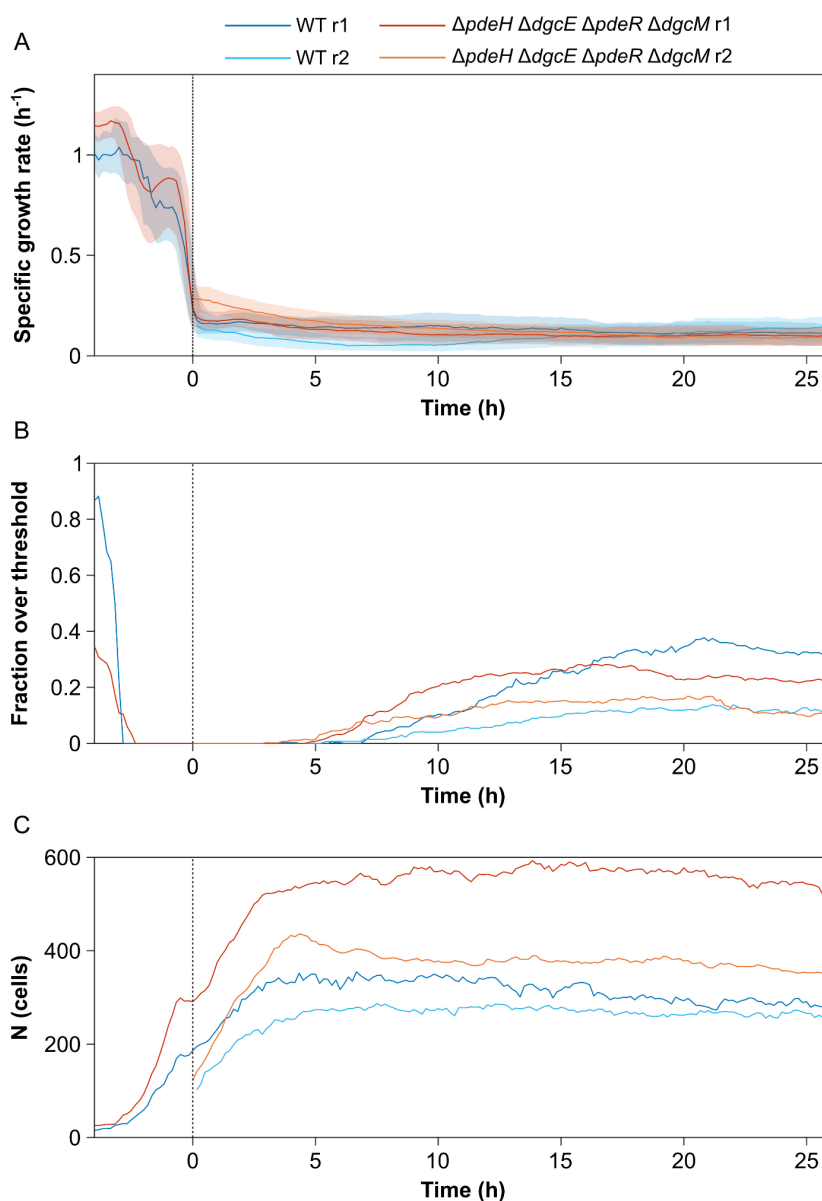 WT r1 ΔpdeH ΔdgcE ΔpdeR ΔdgcM r1
WT r2 ΔpdeH ΔdgcE ΔpdeR ΔdgcM r2
A
Specific growth rate (h⁻¹)
1
0.5
0
0 5 10 15 20 25
Time (h)
B
Fraction over threshold
1
0.8
0.6
0.4
0.2
0
0 5 10 15 20 25
Time (h)
C
N (cells)
600
400
200
0
0 5 10 15 20 25
Time (h)